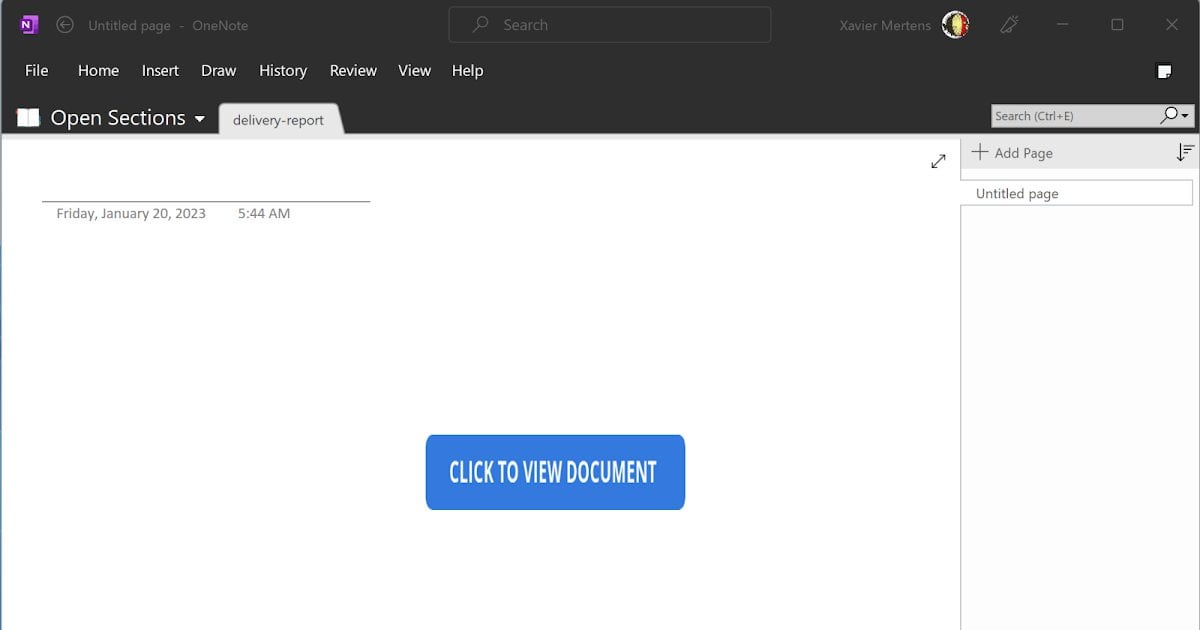 N Untitled page - OneNote Search Xavier Mertens
File Home Insert Draw History Review View Help
Open Sections delivery-report Search (Ctrl+E)
Add Page
Untitled page
Friday, January 20, 2023 5:44 AM
CLICK TO VIEW DOCUMENT